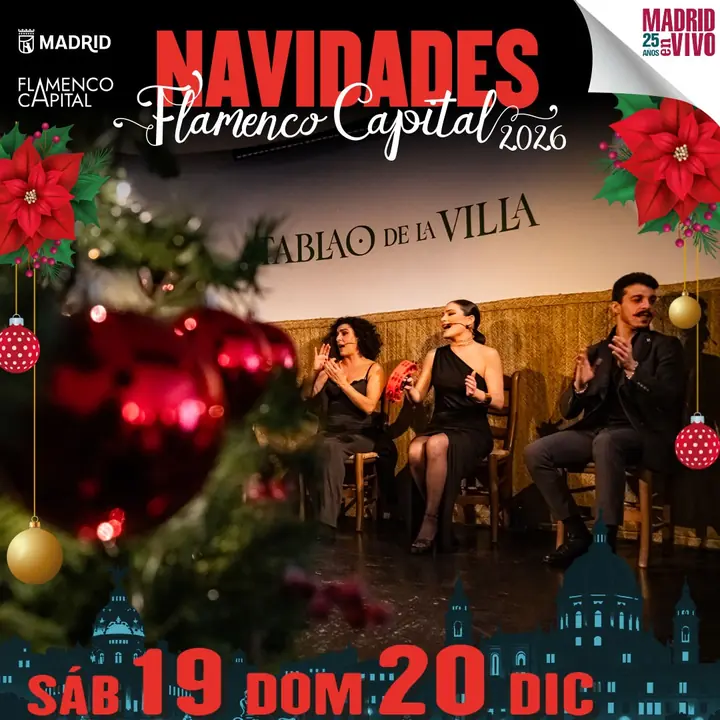 MADRID
FLAMENCO
CAPITAL
NAVIDADES
Flamenco Capital 2026
MADRID
25 AÑOS en VIVO
TABLAO DE LA VILLA
SÁB 19 DOM 20 DIC